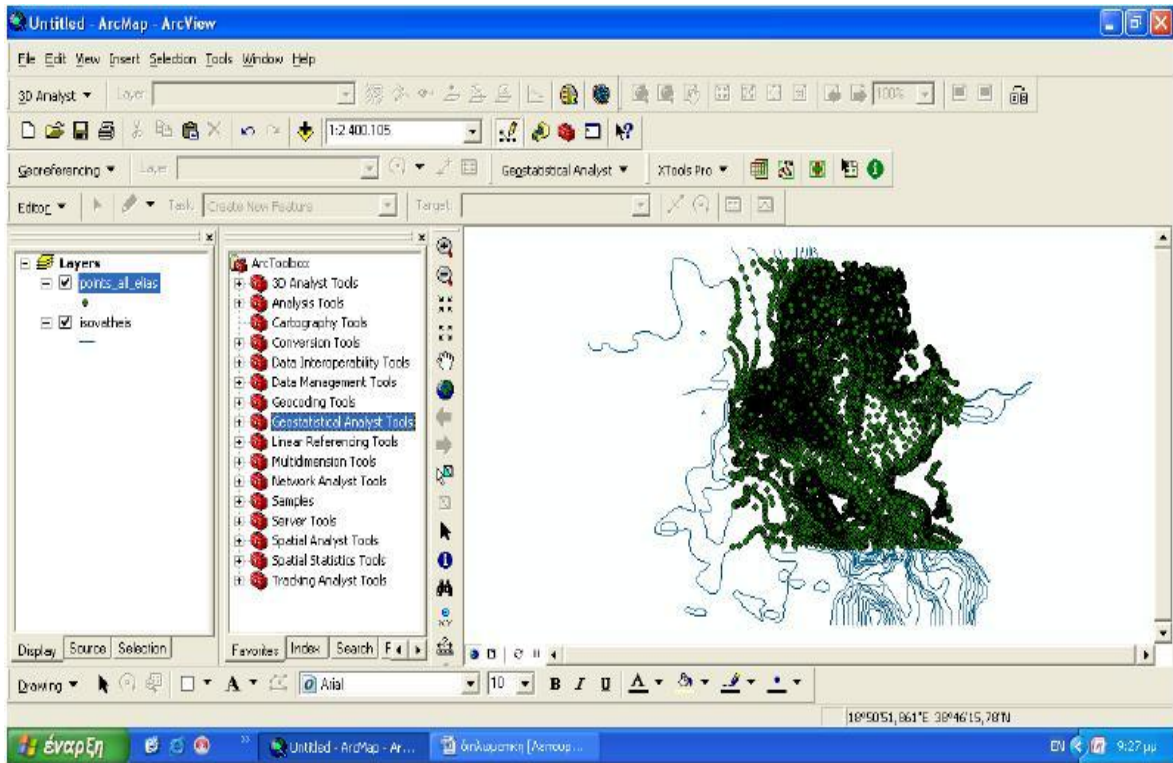 Untitled - ArcMap - ArcView
File Edit View Insert Selection Tools Window Help
3D Analyst Layer: 100%
1:2.400.105
Georeferencing Layer: Geostatistical Analyst XTools Pro
Editor Task: Create New Feature Target:
Layers
points_all_elias
isovatheis
ArcToolbox
3D Analyst Tools
Analysis Tools
Cartography Tools
Conversion Tools
Data Interoperability Tools
Data Management Tools
Geocoding Tools
Geostatistical Analyst Tools
Linear Referencing Tools
Multidimension Tools
Network Analyst Tools
Samples
Server Tools
Spatial Analyst Tools
Spatial Statistics Tools
Tracking Analyst Tools
XY
Display Source Selection
Favorites Index Search F
Drawing A Arial 10 B I U A
18°50'51,861"E 38°46'15,78"N
έναρξη Untitled - ArcMap - Ar... διπλωματικη [Λειτουρ... EN 9:27 μμ